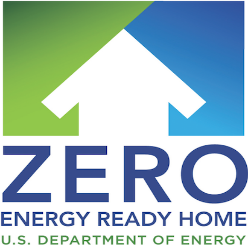 ZERO
ENERGY READY HOME
U.S. DEPARTMENT OF ENERGY